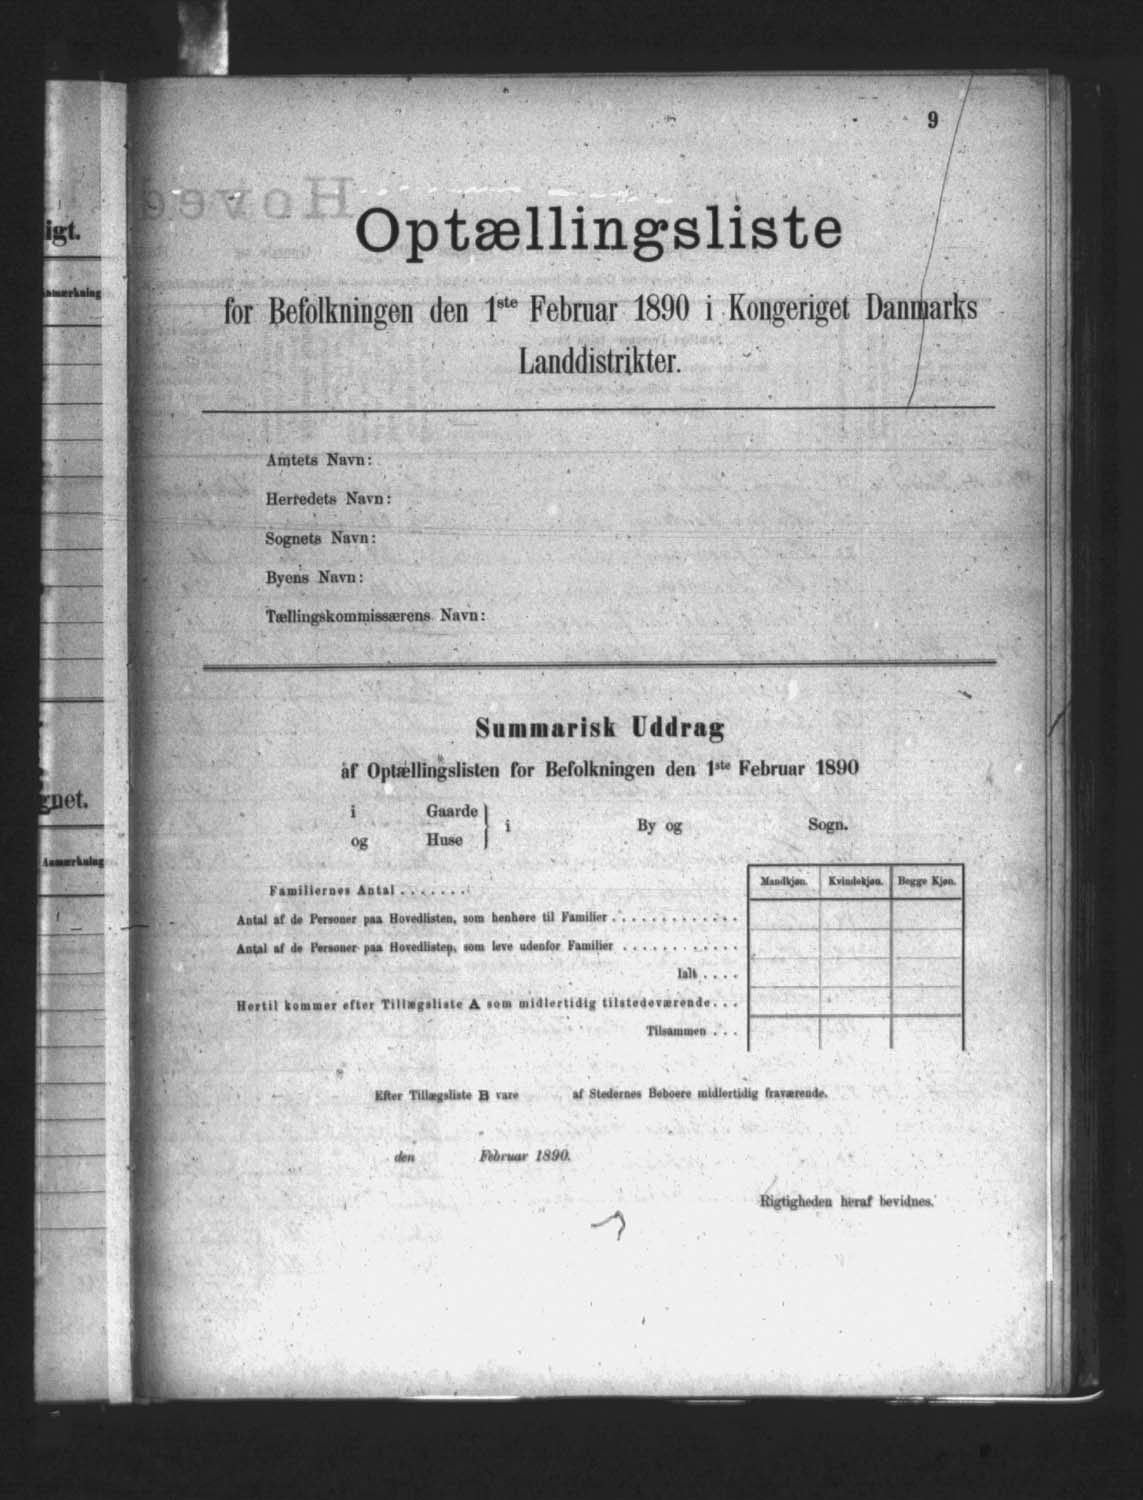 9
Optællingsliste
for Befolkningen den 1ste Februar 1890 i Kongeriget Danmarks
Landdistrikter.
igt.
Anmærkning
Amtets Navn:
Herredets Navn:
Sognets Navn:
Byens Navn:
Tællingskommissærens Navn:
Summarisk Uddrag
af Optællingslisten for Befolkningen den 1ste Februar 1890
gnet.
Anmærkning
i Gaarde } i By og Sogn.
og Huse
Mandkjøn. Kvindekjøn. Begge Kjøn.
Familiernes Antal . . . . . . .
Antal af de Personer paa Hovedlisten, som henhøre til Familier . . . . . . . . . . . .
Antal af de Personer paa Hovedlisten, som leve udenfor Familier . . . . . . . . . . .
Ialt . . . .
Hertil kommer efter Tillægsliste A som midlertidig tilstedeværende. . .
Tilsammen . . .
Efter Tillægsliste B vare af Stedernes Beboere midlertidig fraværende.
den Februar 1890.
Rigtigheden heraf bevidnes.